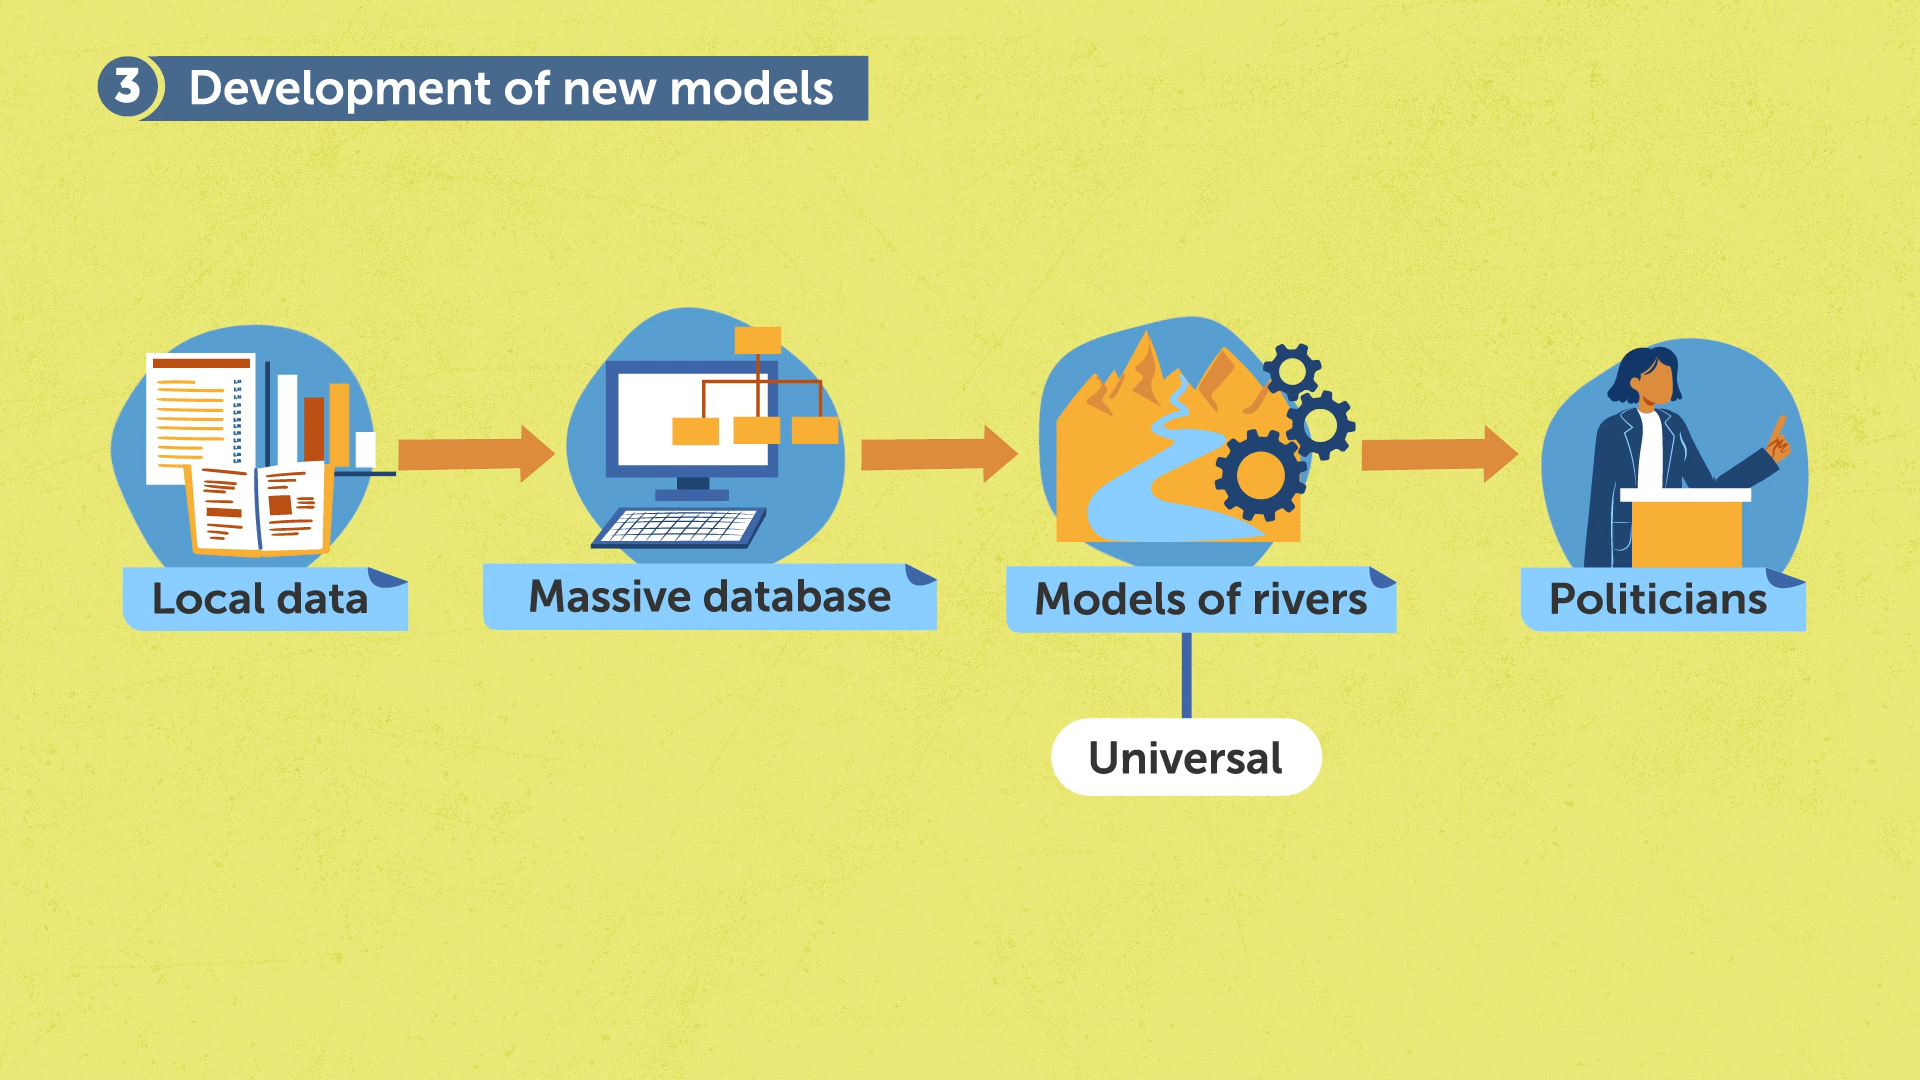 3 Development of new models
Local data
Massive database
Models of rivers
Politicians
Universal